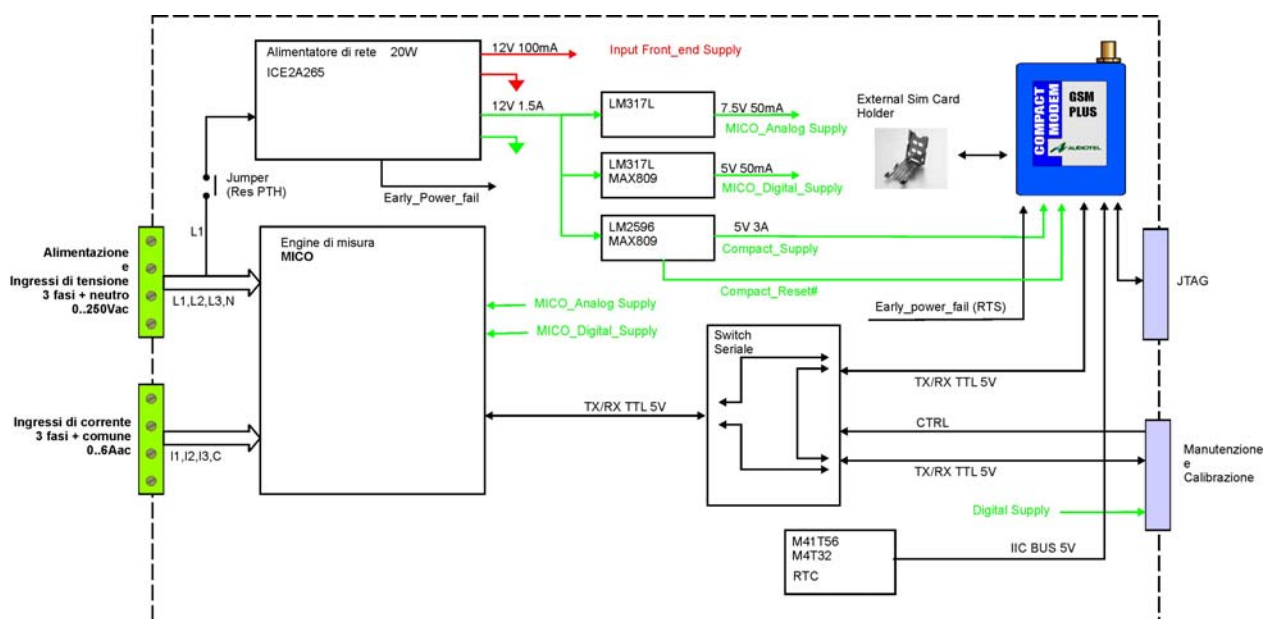 Alimentatore di rete 20W
ICE2A265
12V 100mA
Input Front_end Supply
12V 1.5A
LM317L
7.5V 50mA
MICO_Analog Supply
LM317L
MAX809
5V 50mA
MICO_Digital_Supply
LM2596
MAX809
5V 3A
Compact_Supply
Compact_Reset#
External Sim Card
Holder
COMPACT
MODEM
GSM
PLUS
AUDIOTEL
Jumper
(Res PTH)
Early_Power_fail
L1
Alimentazione
e
Ingressi di tensione
3 fasi + neutro
0..250Vac
L1,L2,L3,N
Engine di misura
MICO
MICO_Analog Supply
MICO_Digital_Supply
Early_power_fail (RTS)
JTAG
Switch
Seriale
TX/RX TTL 5V
TX/RX TTL 5V
CTRL
TX/RX TTL 5V
Ingressi di corrente
3 fasi + comune
0..6Aac
I1,I2,I3,C
Manutenzione
e
Calibrazione
Digital Supply
M41T56
M4T32
RTC
IIC BUS 5V